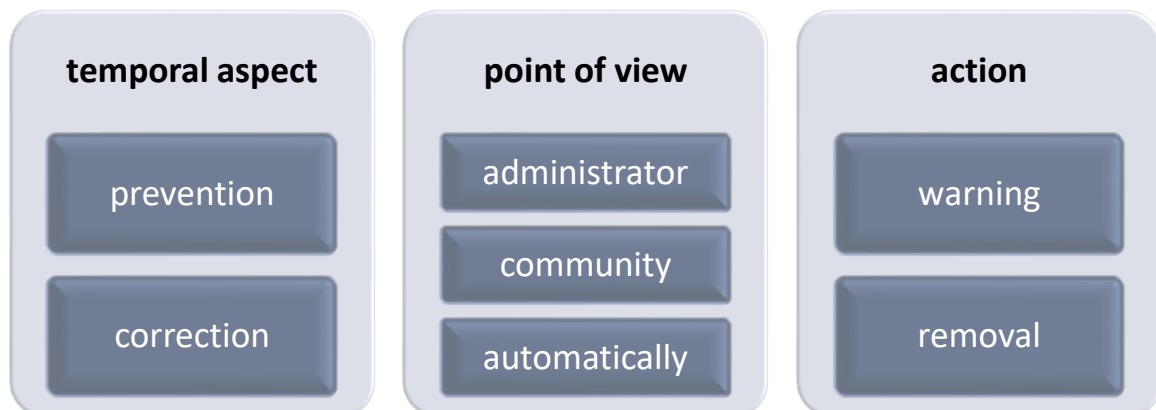 temporal aspect
prevention
correction
point of view
administrator
community
automatically
action
warning
removal